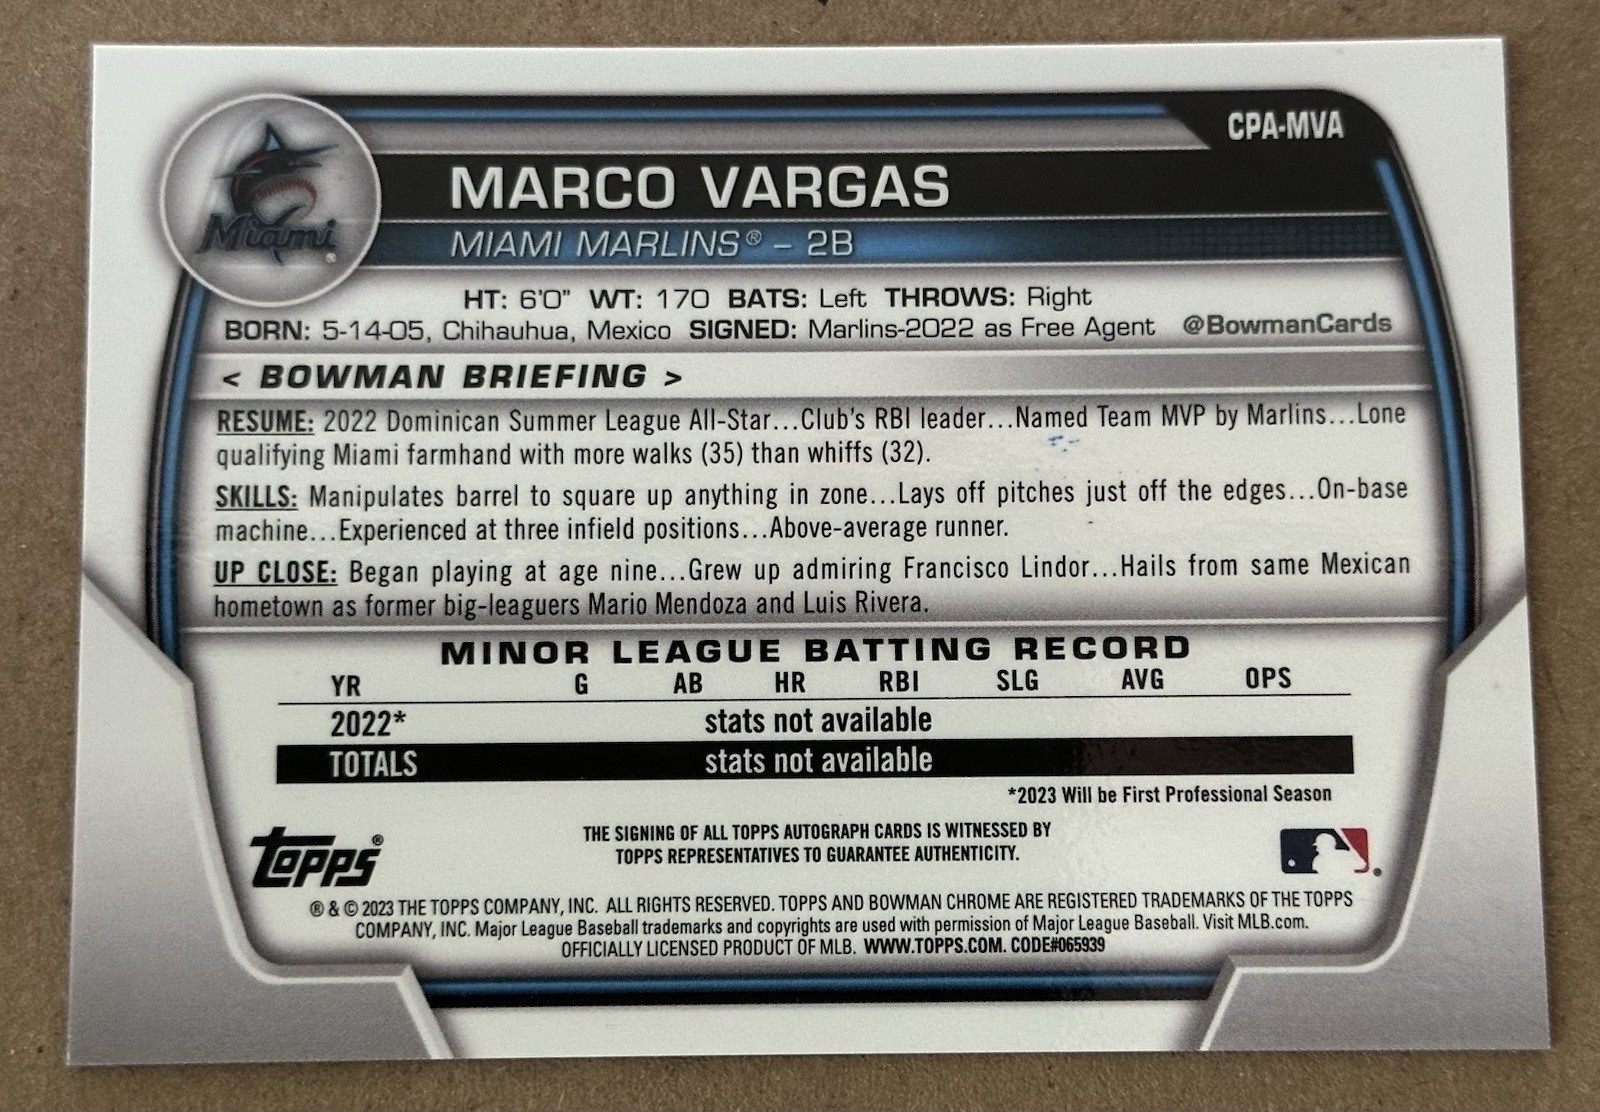 CPA-MVA
Miami®
MARCO VARGAS
MIAMI MARLINS® – 2B
HT: 6'0" WT: 170 BATS: Left THROWS: Right
BORN: 5-14-05, Chihauhua, Mexico SIGNED: Marlins-2022 as Free Agent @BowmanCards
< BOWMAN BRIEFING >
RESUME: 2022 Dominican Summer League All-Star...Club's RBI leader...Named Team MVP by Marlins...Lone
qualifying Miami farmhand with more walks (35) than whiffs (32).
SKILLS: Manipulates barrel to square up anything in zone...Lays off pitches just off the edges...On-base
machine...Experienced at three infield positions...Above-average runner.
UP CLOSE: Began playing at age nine...Grew up admiring Francisco Lindor...Hails from same Mexican
hometown as former big-leaguers Mario Mendoza and Luis Rivera.
MINOR LEAGUE BATTING RECORD
YR G AB HR RBI SLG AVG OPS
2022* stats not available
TOTALS stats not available
*2023 Will be First Professional Season
topps®
THE SIGNING OF ALL TOPPS AUTOGRAPH CARDS IS WITNESSED BY
TOPPS REPRESENTATIVES TO GUARANTEE AUTHENTICITY.
® & © 2023 THE TOPPS COMPANY, INC. ALL RIGHTS RESERVED. TOPPS AND BOWMAN CHROME ARE REGISTERED TRADEMARKS OF THE TOPPS
COMPANY, INC. Major League Baseball trademarks and copyrights are used with permission of Major League Baseball. Visit MLB.com.
OFFICIALLY LICENSED PRODUCT OF MLB. WWW.TOPPS.COM. CODE#065939